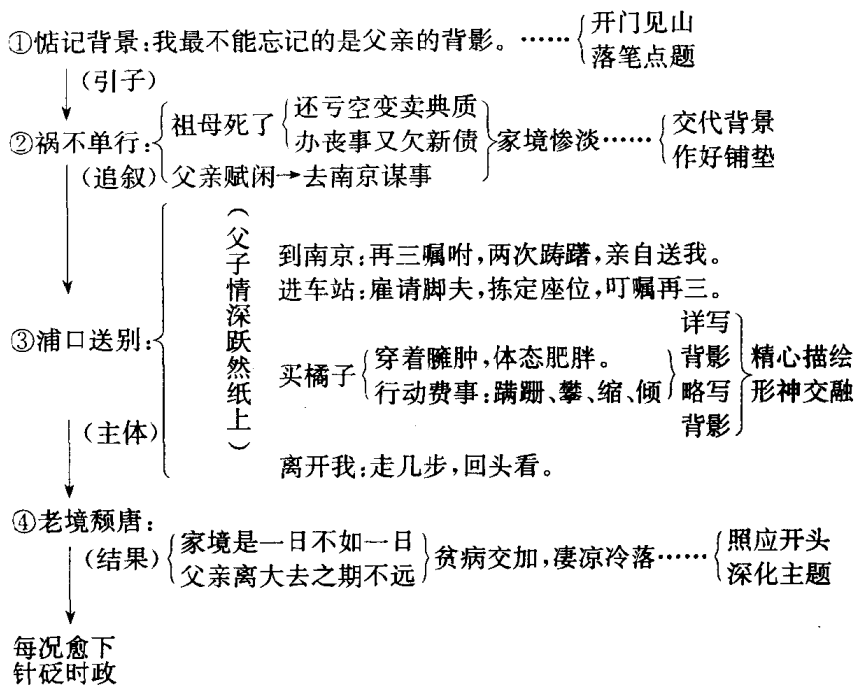 ①惦记背景:我最不能忘记的是父亲的背影。……{开门见山
落笔点题
(引子)
②祸不单行:
祖母死了
还亏空变卖典质
办丧事又欠新债
家境惨淡……
交代背景
作好铺垫
(追叙)
父亲赋闲→去南京谋事
③浦口送别:
(父子情深跃然纸上)
到南京:再三嘱咐,两次踌躇,亲自送我。
进车站:雇请脚夫,拣定座位,叮嘱再三。
买橘子
穿着臃肿,体态肥胖。
行动费事:蹒跚、攀、缩、倾
详写
背影
略写
背影
精心描绘
形神交融
(主体)
离开我:走几步,回头看。
④老境颓唐:
(结果)
家境是一日不如一日
父亲离大去之期不远
贫病交加,凄凉冷落……
照应开头
深化主题
每况愈下
针砭时政